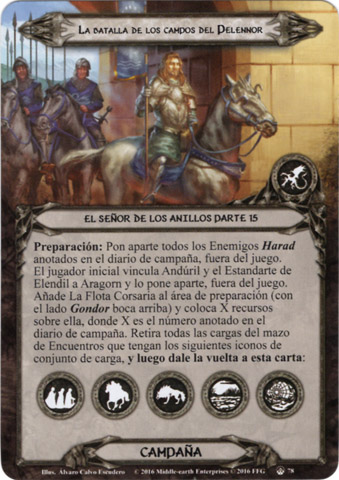 La batalla de los campos del Pelennor
El Señor de los Anillos Parte 15
Preparación: Pon aparte todos los Enemigos Harad
anotados en el diario de campaña, fuera del juego.
El jugador inicial vincula Andúril y el Estandarte de
Elendil a Aragorn y lo pone aparte, fuera del juego.
Añade La Flota Corsaria al área de preparación (con
el lado Gondor boca arriba) y coloca X recursos
sobre ella, donde X es el número anotado en el
diario de campaña. Retira todas las cargas del mazo
de Encuentros que tengan los siguientes iconos de
conjunto de carga, y luego dale la vuelta a esta carta:
Campaña
Illus. Álvaro Calvo Escudero © 2016 Middle-earth Enterprises © 2016 FFG 78